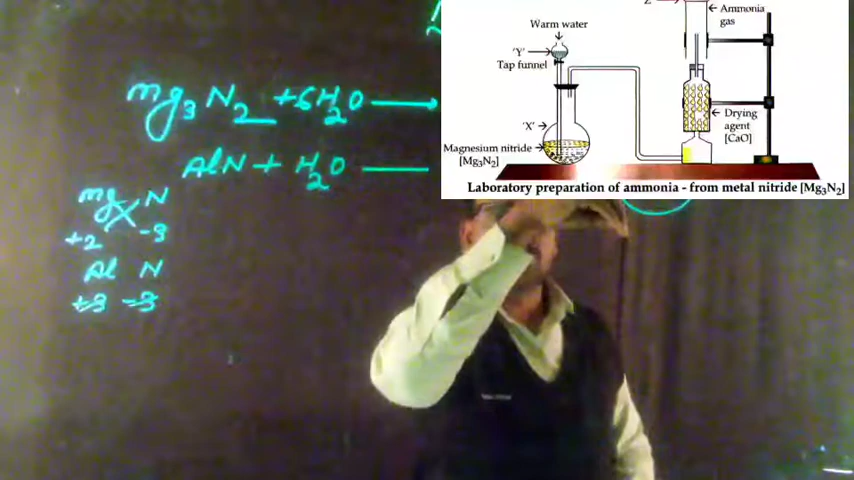 Mg3N2 + 6H2O ⟶
AlN + H2O ⟶
Mg N
+2 -3
Al N
+3 -3
Warm water
'Y'
Tap funnel
'X'
Magnesium nitride
[Mg3N2]
Ammonia
gas
Drying
agent
[CaO]
Laboratory preparation of ammonia - from metal nitride [Mg3N2]